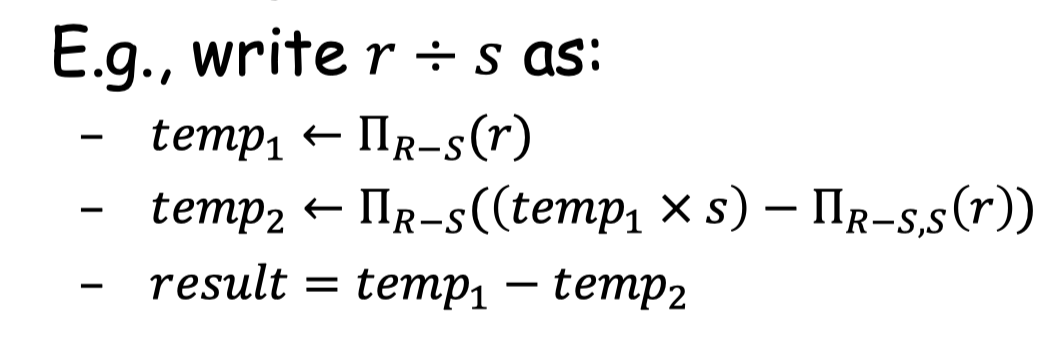 E.g., write r ÷ s as:
– temp₁ ← Π_{R−S}(r)
– temp₂ ← Π_{R−S}((temp₁ × s) − Π_{R−S,S}(r))
– result = temp₁ − temp₂